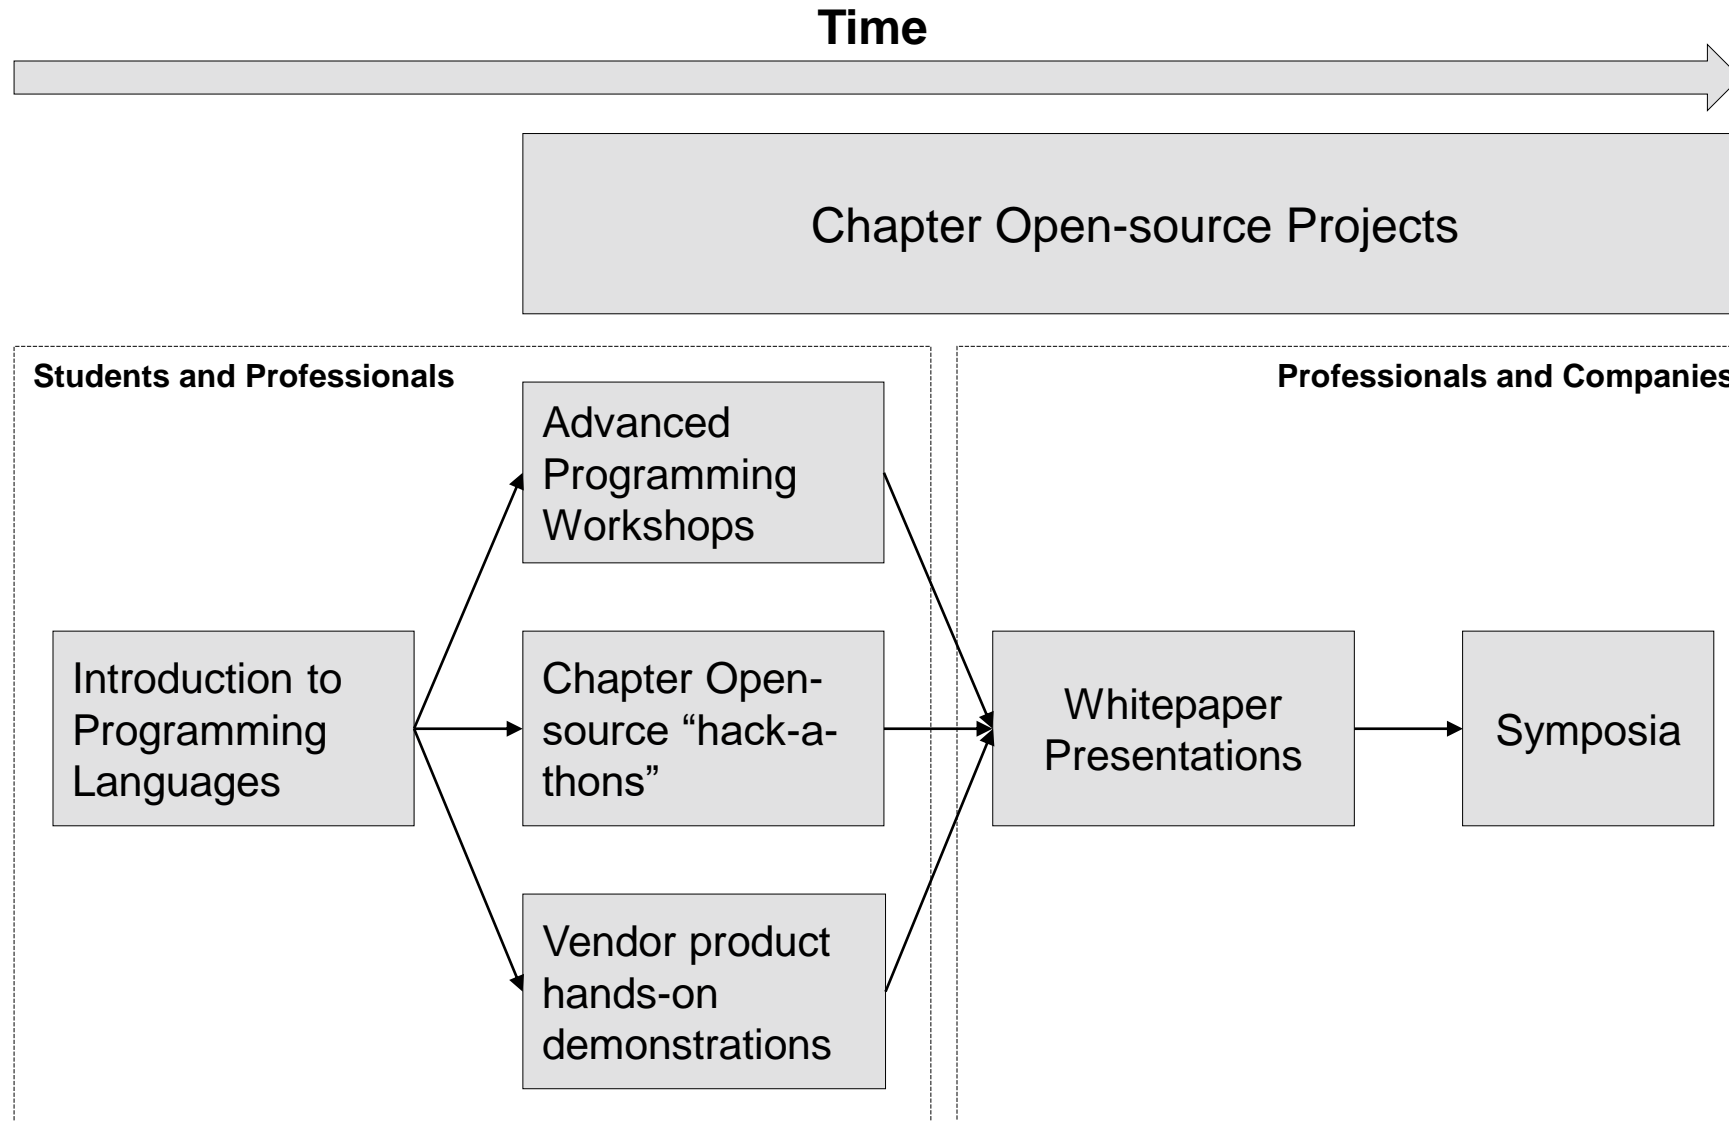 Time
Chapter Open-source Projects
Students and Professionals
Professionals and Companies
Advanced
Programming
Workshops
Introduction to
Programming
Languages
Chapter Open-
source “hack-a-
thons”
Whitepaper
Presentations
Symposia
Vendor product
hands-on
demonstrations